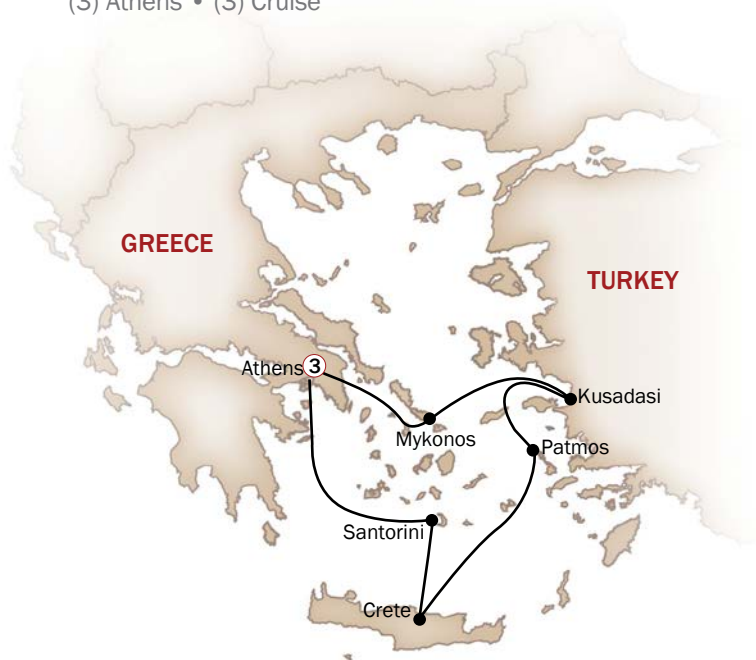 (3) Athens • (3) Cruise
GREECE
TURKEY
Athens 3
Kusadasi
Mykonos
Patmos
Santorini
Crete